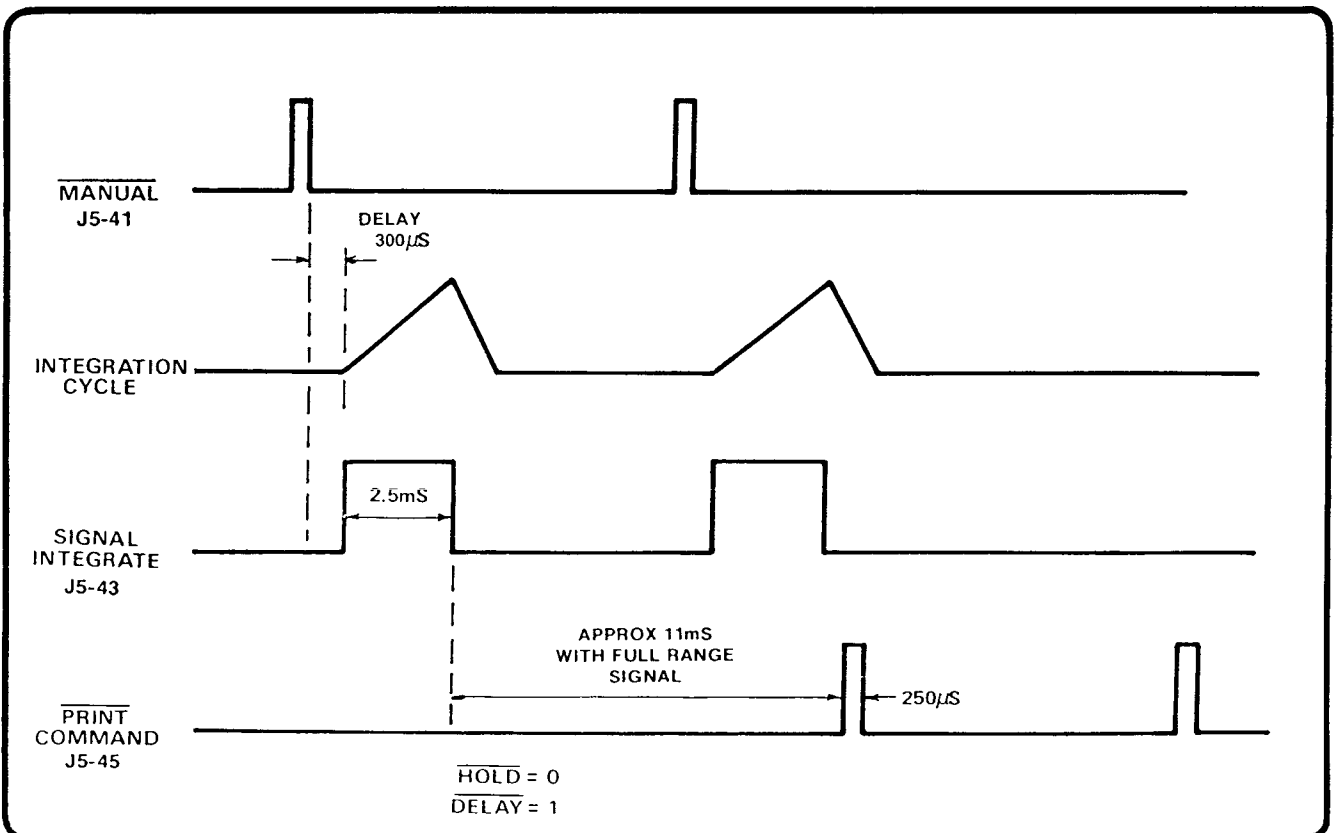 MANUAL
J5-41
DELAY
300μS
INTEGRATION
CYCLE
2.5mS
SIGNAL
INTEGRATE
J5-43
APPROX 11mS
WITH FULL RANGE
SIGNAL
250μS
PRINT
COMMAND
J5-45
HOLD = 0
DELAY = 1